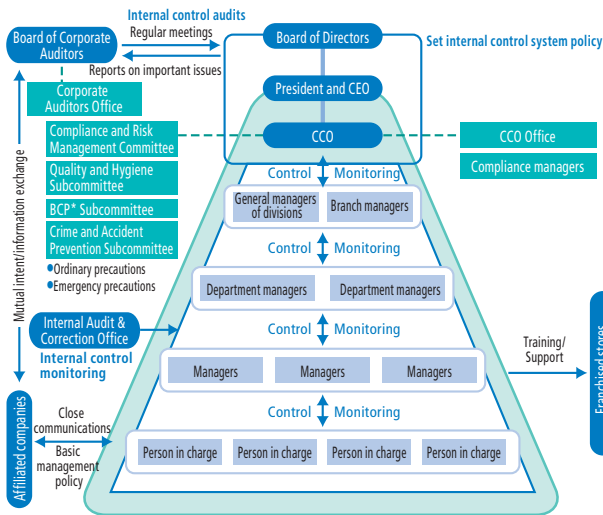 Internal control audits
Board of Corporate
Auditors
Regular meetings
Reports on important issues
Board of Directors
Set internal control system policy
President and CEO
Corporate
Auditors Office
CCO
CCO Office
Compliance managers
Compliance and Risk
Management Committee
Quality and Hygiene
Subcommittee
BCP* Subcommittee
Crime and Accident
Prevention Subcommittee
●Ordinary precautions
●Emergency precautions
Mutual intent/information exchange
Control Monitoring
General managers
of divisions
Branch managers
Control Monitoring
Department managers
Department managers
Internal Audit &
Correction Office
Internal control
monitoring
Control Monitoring
Managers
Managers
Managers
Training/
Support
Franchised stores
Control Monitoring
Affiliated companies
Close
communications
Basic
management
policy
Person in charge
Person in charge
Person in charge
Person in charge